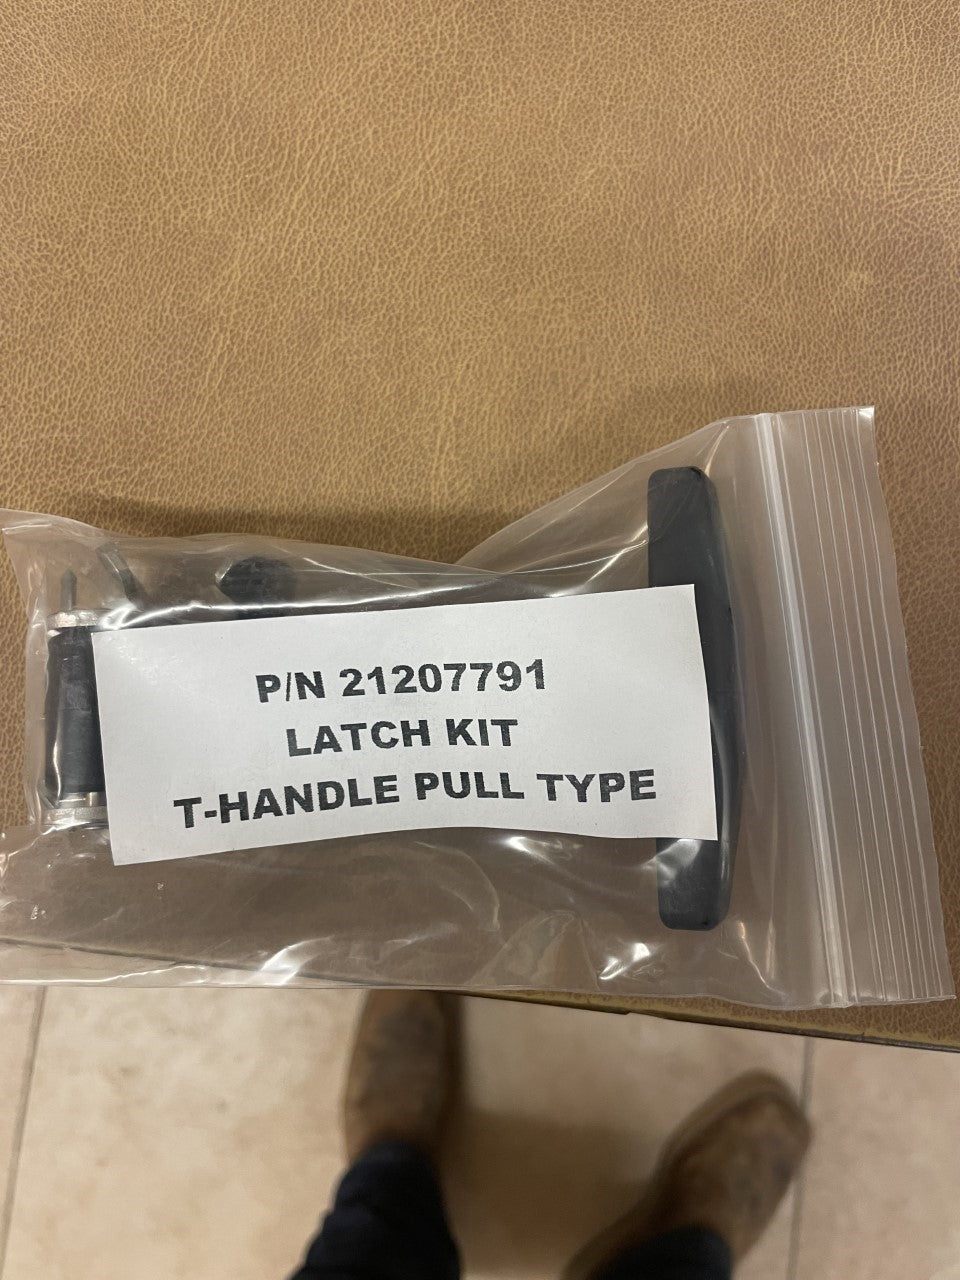 P/N 21207791
LATCH KIT
T-HANDLE PULL TYPE